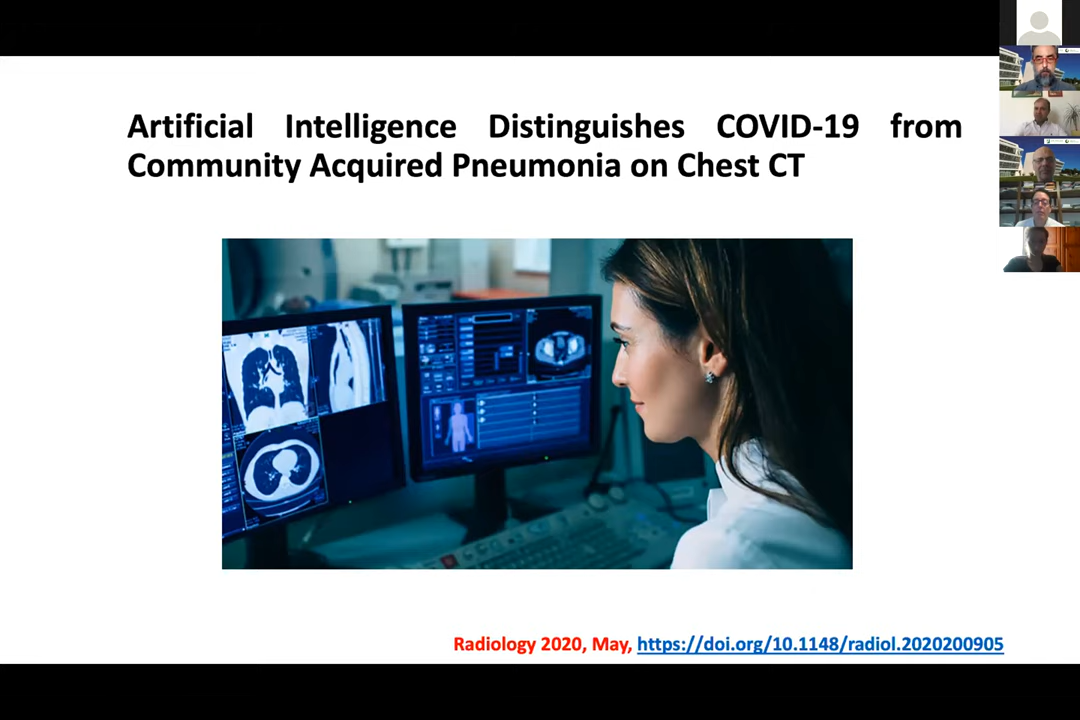 Artificial Intelligence Distinguishes COVID-19 from
Community Acquired Pneumonia on Chest CT
Radiology 2020, May, https://doi.org/10.1148/radiol.2020200905